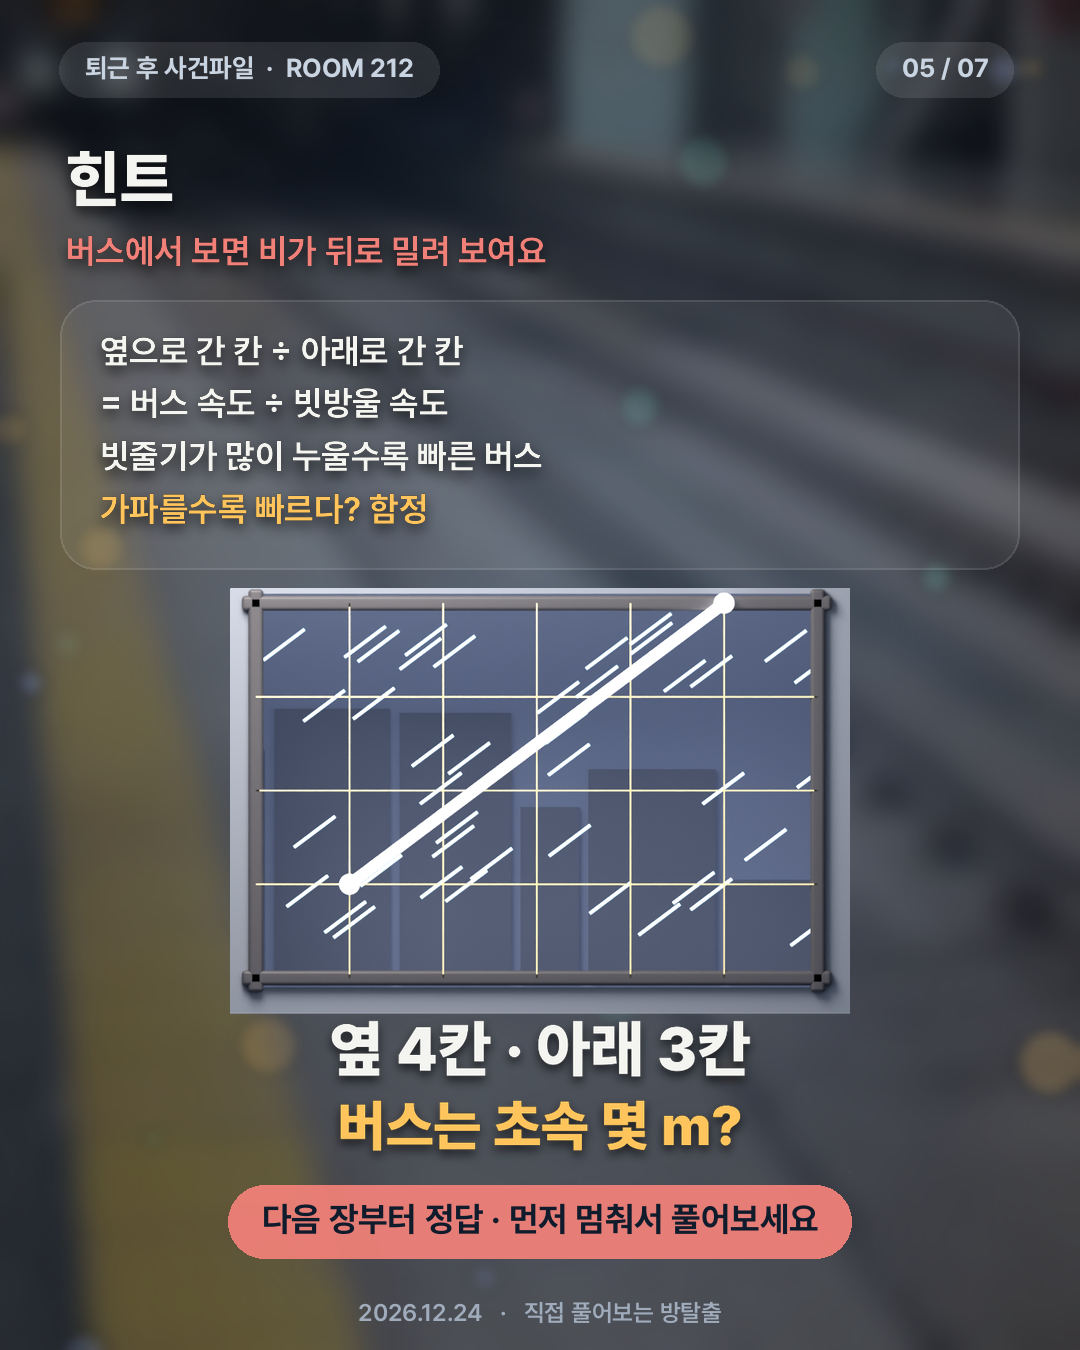 퇴근 후 사건파일 · ROOM 212
05 / 07
힌트
버스에서 보면 비가 뒤로 밀려 보여요
옆으로 간 칸 ÷ 아래로 간 칸
= 버스 속도 ÷ 빗방울 속도
빗줄기가 많이 누울수록 빠른 버스
가파를수록 빠르다? 함정
옆 4칸 · 아래 3칸
버스는 초속 몇 m?
다음 장부터 정답 · 먼저 멈춰서 풀어보세요
2026.12.24 · 직접 풀어보는 방탈출